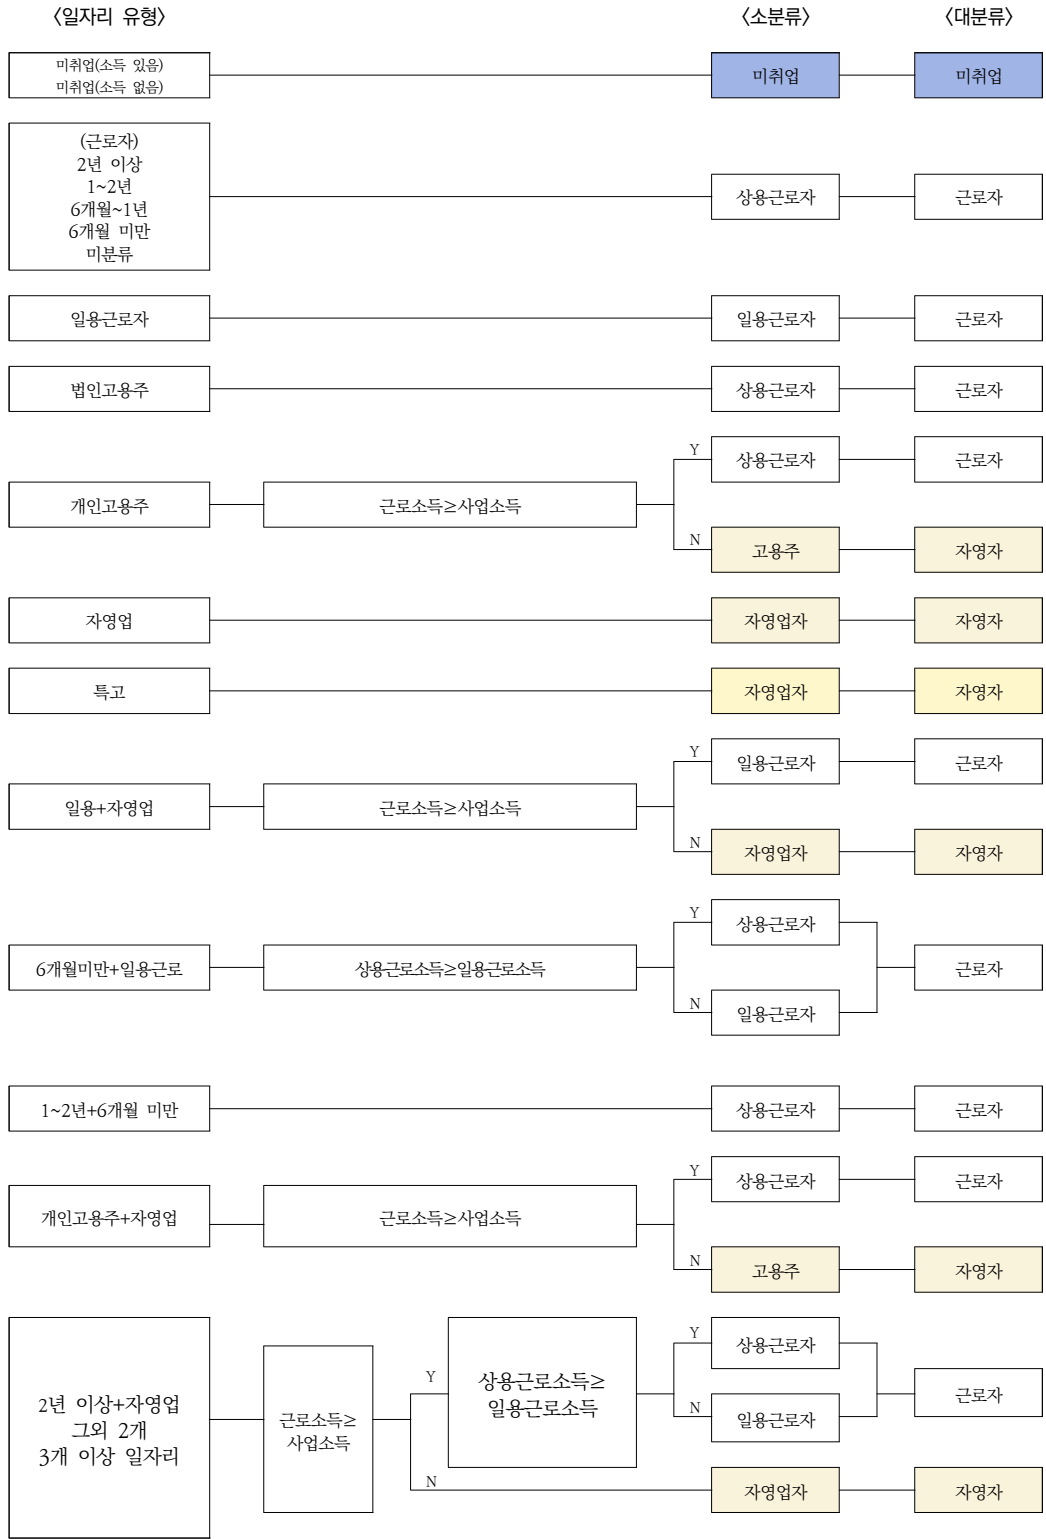 〈일자리 유형〉
〈소분류〉
〈대분류〉
미취업(소득 있음)
미취업(소득 없음)
미취업
미취업
(근로자)
2년 이상
1~2년
6개월~1년
6개월 미만
미분류
상용근로자
근로자
일용근로자
일용근로자
근로자
법인고용주
상용근로자
근로자
개인고용주
근로소득≥사업소득
Y
상용근로자
근로자
N
고용주
자영자
자영업
자영업자
자영자
특고
자영업자
자영자
일용+자영업
근로소득≥사업소득
Y
일용근로자
근로자
N
자영업자
자영자
6개월미만+일용근로
상용근로소득≥일용근로소득
Y
상용근로자
N
일용근로자
근로자
1~2년+6개월 미만
상용근로자
근로자
개인고용주+자영업
근로소득≥사업소득
Y
상용근로자
근로자
N
고용주
자영자
2년 이상+자영업
그외 2개
3개 이상 일자리
근로소득≥
사업소득
Y
상용근로소득≥
일용근로소득
Y
상용근로자
N
일용근로자
근로자
N
자영업자
자영자